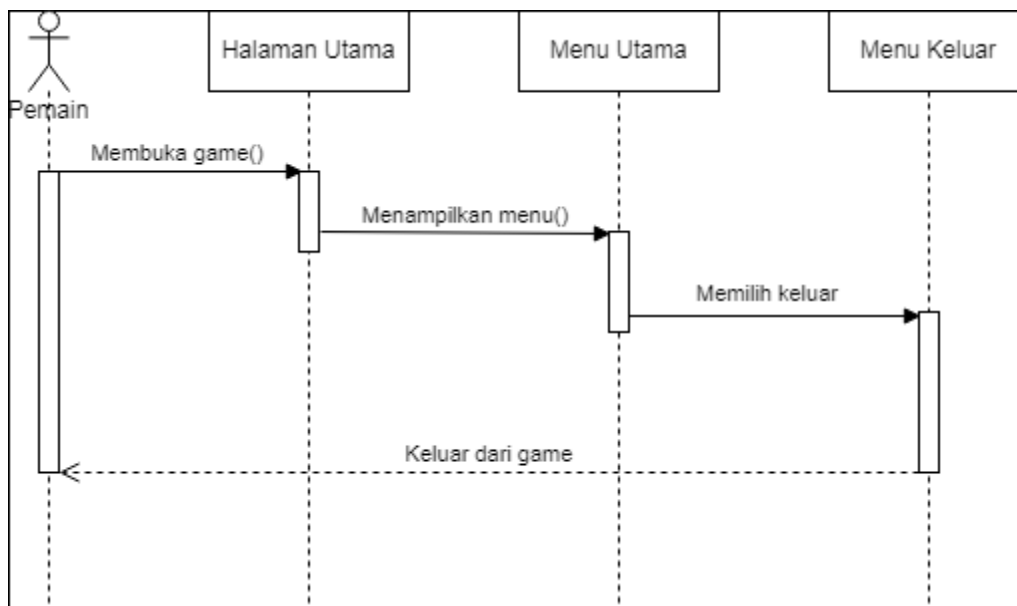 Halaman Utama
Menu Utama
Menu Keluar
Pemain
Membuka game()
Menampilkan menu()
Memilih keluar
Keluar dari game